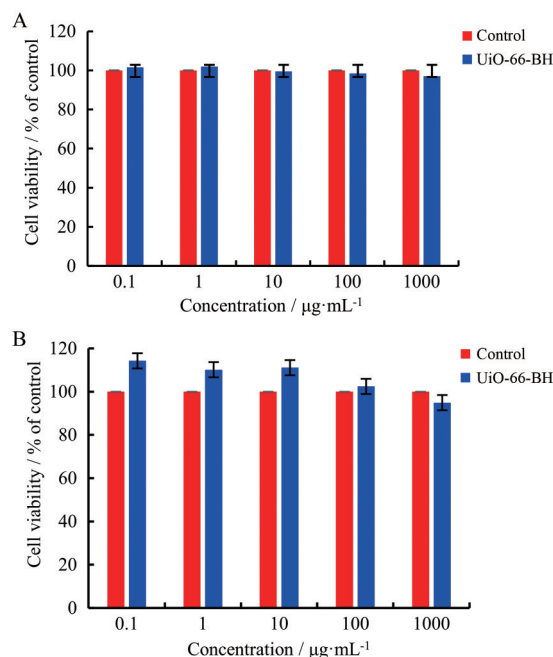 A
Control
UiO-66-BH
120
100
80
60
40
20
0
Cell viability / % of control
0.1 1 10 100 1000
Concentration / μg·mL⁻¹
B
Control
UiO-66-BH
120
100
80
60
40
20
0
Cell viability / % of control
0.1 1 10 100 1000
Concentration / μg·mL⁻¹